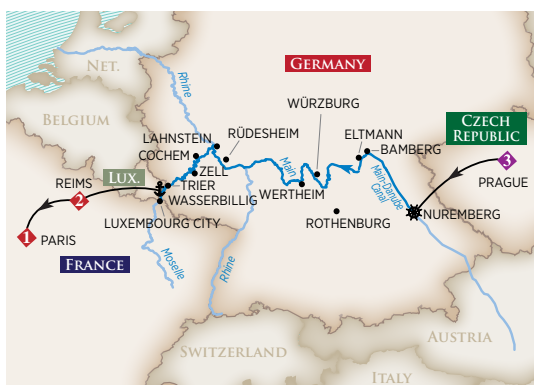 NET.
Rhine
GERMANY
BELGIUM
WÜRZBURG
CZECH
REPUBLIC
LAHNSTEIN
RÜDESHEIM
ELTMANN
BAMBERG
COCHEM
3
PRAGUE
LUX.
ZELL
Main
REIMS
TRIER
WERTHEIM
Main-Danube
Canal
2
WASSERBILLIG
ROTHENBURG
NUREMBERG
LUXEMBOURG CITY
1
PARIS
FRANCE
Moselle
Rhine
AUSTRIA
SWITZERLAND
ITALY